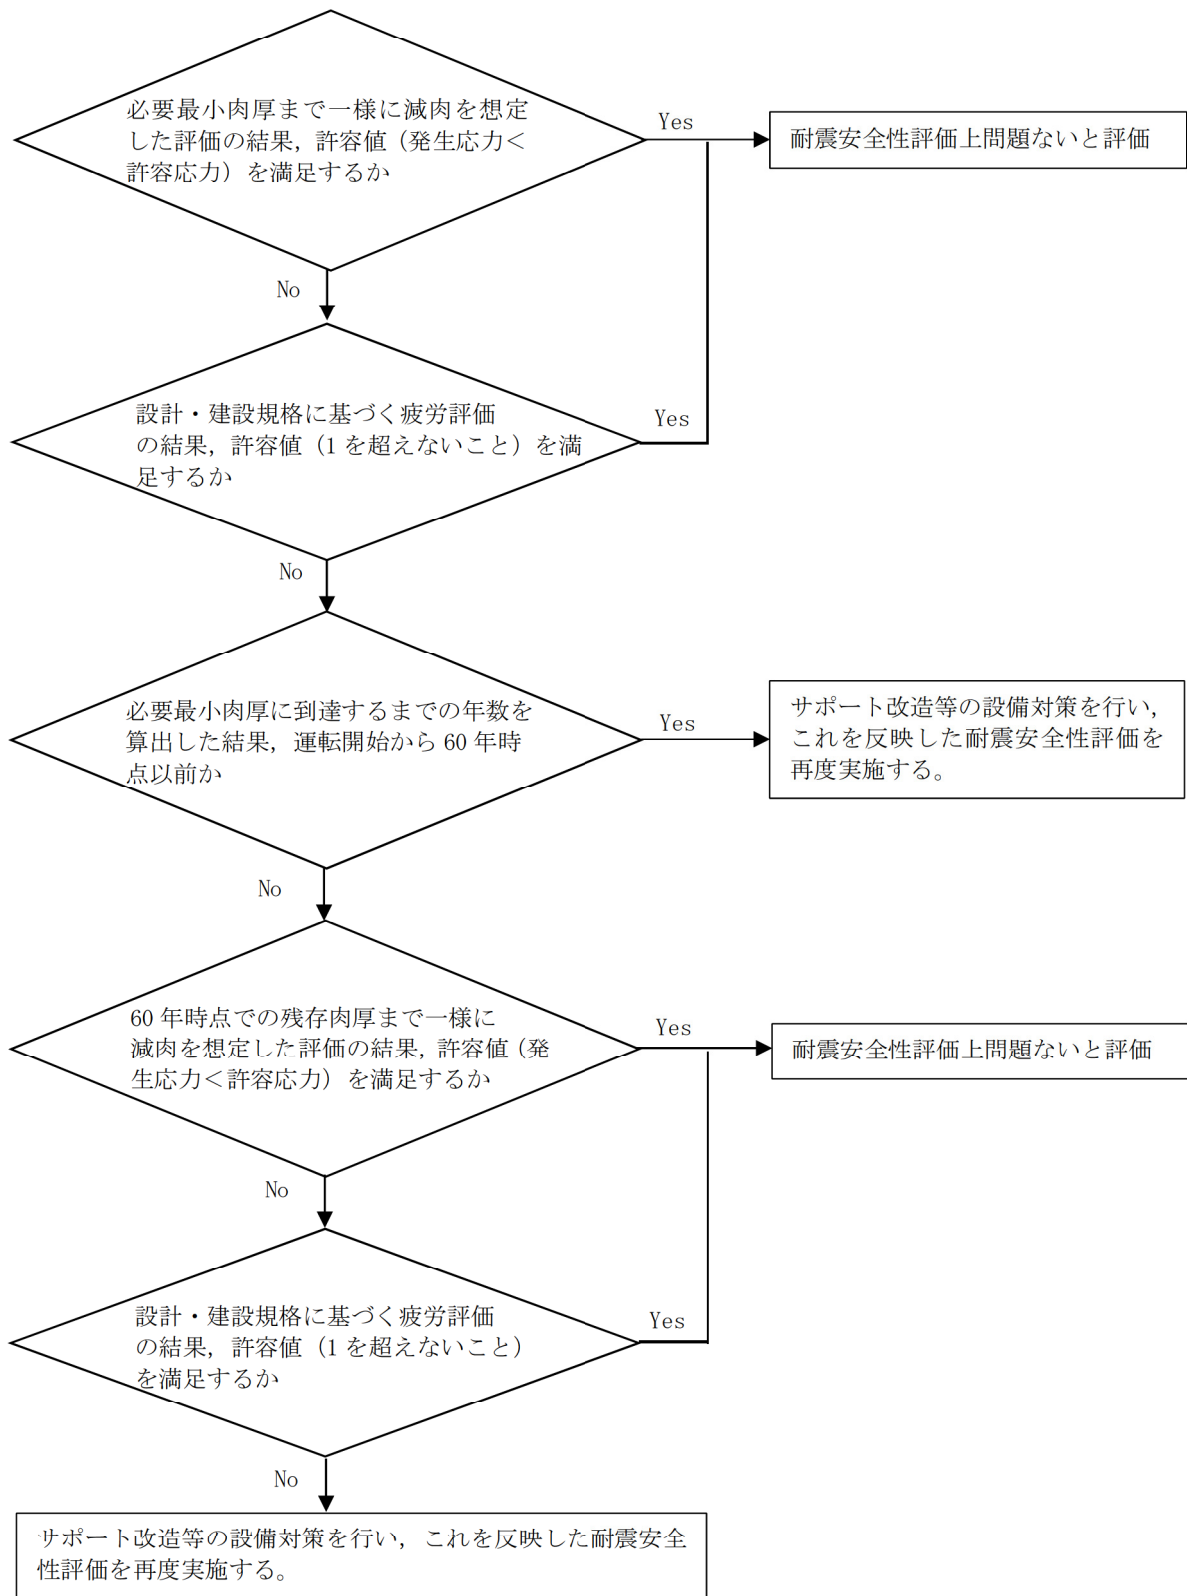 必要最小肉厚まで一様に減肉を想定
した評価の結果，許容値（発生応力＜
許容応力）を満足するか
Yes
耐震安全性評価上問題ないと評価
No
設計・建設規格に基づく疲労評価
の結果，許容値（1 を超えないこと）を満
足するか
Yes
No
必要最小肉厚に到達するまでの年数を
算出した結果，運転開始から 60 年時
点以前か
Yes
サポート改造等の設備対策を行い，
これを反映した耐震安全性評価を
再度実施する。
No
60 年時点での残存肉厚まで一様に
減肉を想定した評価の結果，許容値（発
生応力＜許容応力）を満足するか
Yes
耐震安全性評価上問題ないと評価
No
設計・建設規格に基づく疲労評価
の結果，許容値（1 を超えないこと）
を満足するか
Yes
No
サポート改造等の設備対策を行い，これを反映した耐震安全
性評価を再度実施する。